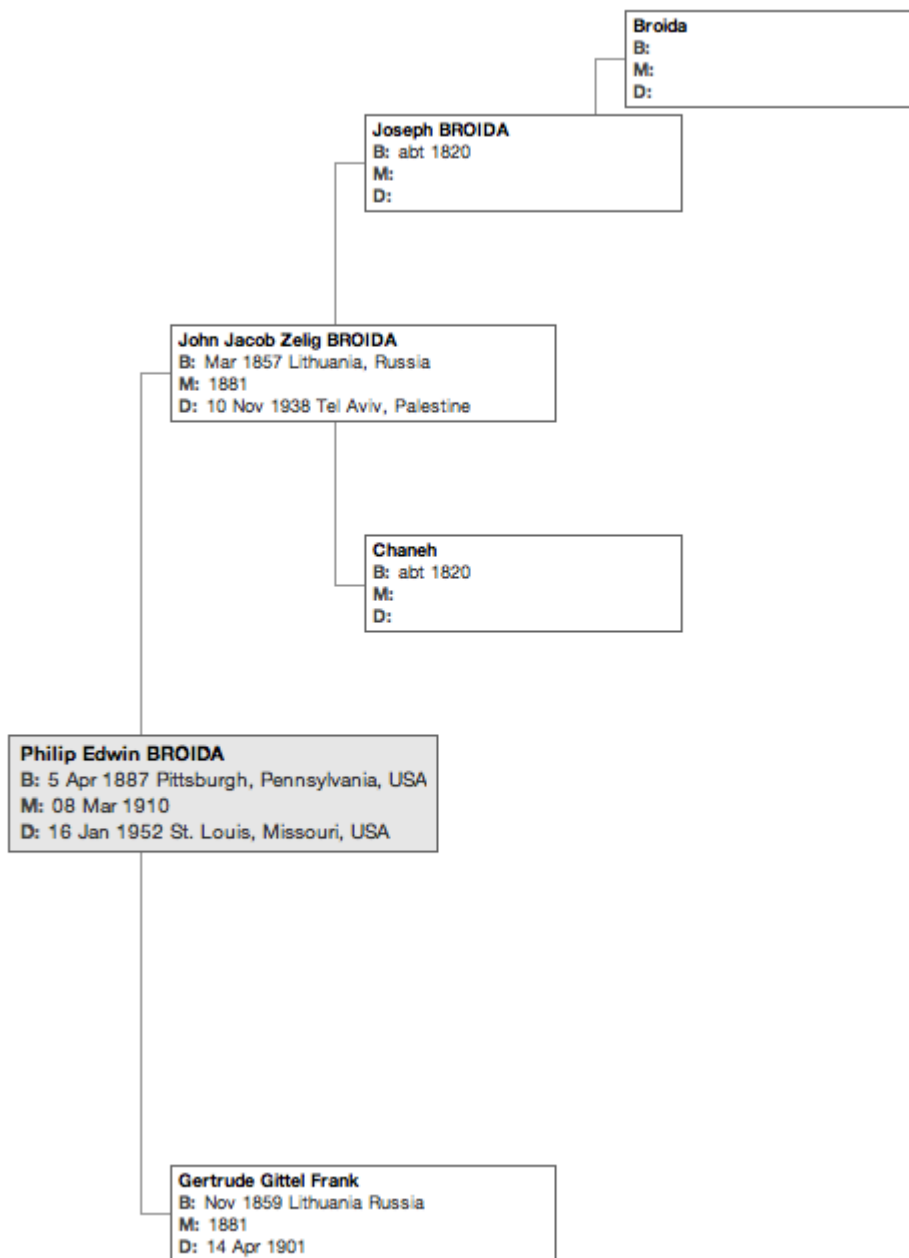 Broida
B:
M:
D:
Joseph BROIDA
B: abt 1820
M:
D:
John Jacob Zelig BROIDA
B: Mar 1857 Lithuania, Russia
M: 1881
D: 10 Nov 1938 Tel Aviv, Palestine
Chaneh
B: abt 1820
M:
D:
Philip Edwin BROIDA
B: 5 Apr 1887 Pittsburgh, Pennsylvania, USA
M: 08 Mar 1910
D: 16 Jan 1952 St. Louis, Missouri, USA
Gertrude Gittel Frank
B: Nov 1859 Lithuania Russia
M: 1881
D: 14 Apr 1901